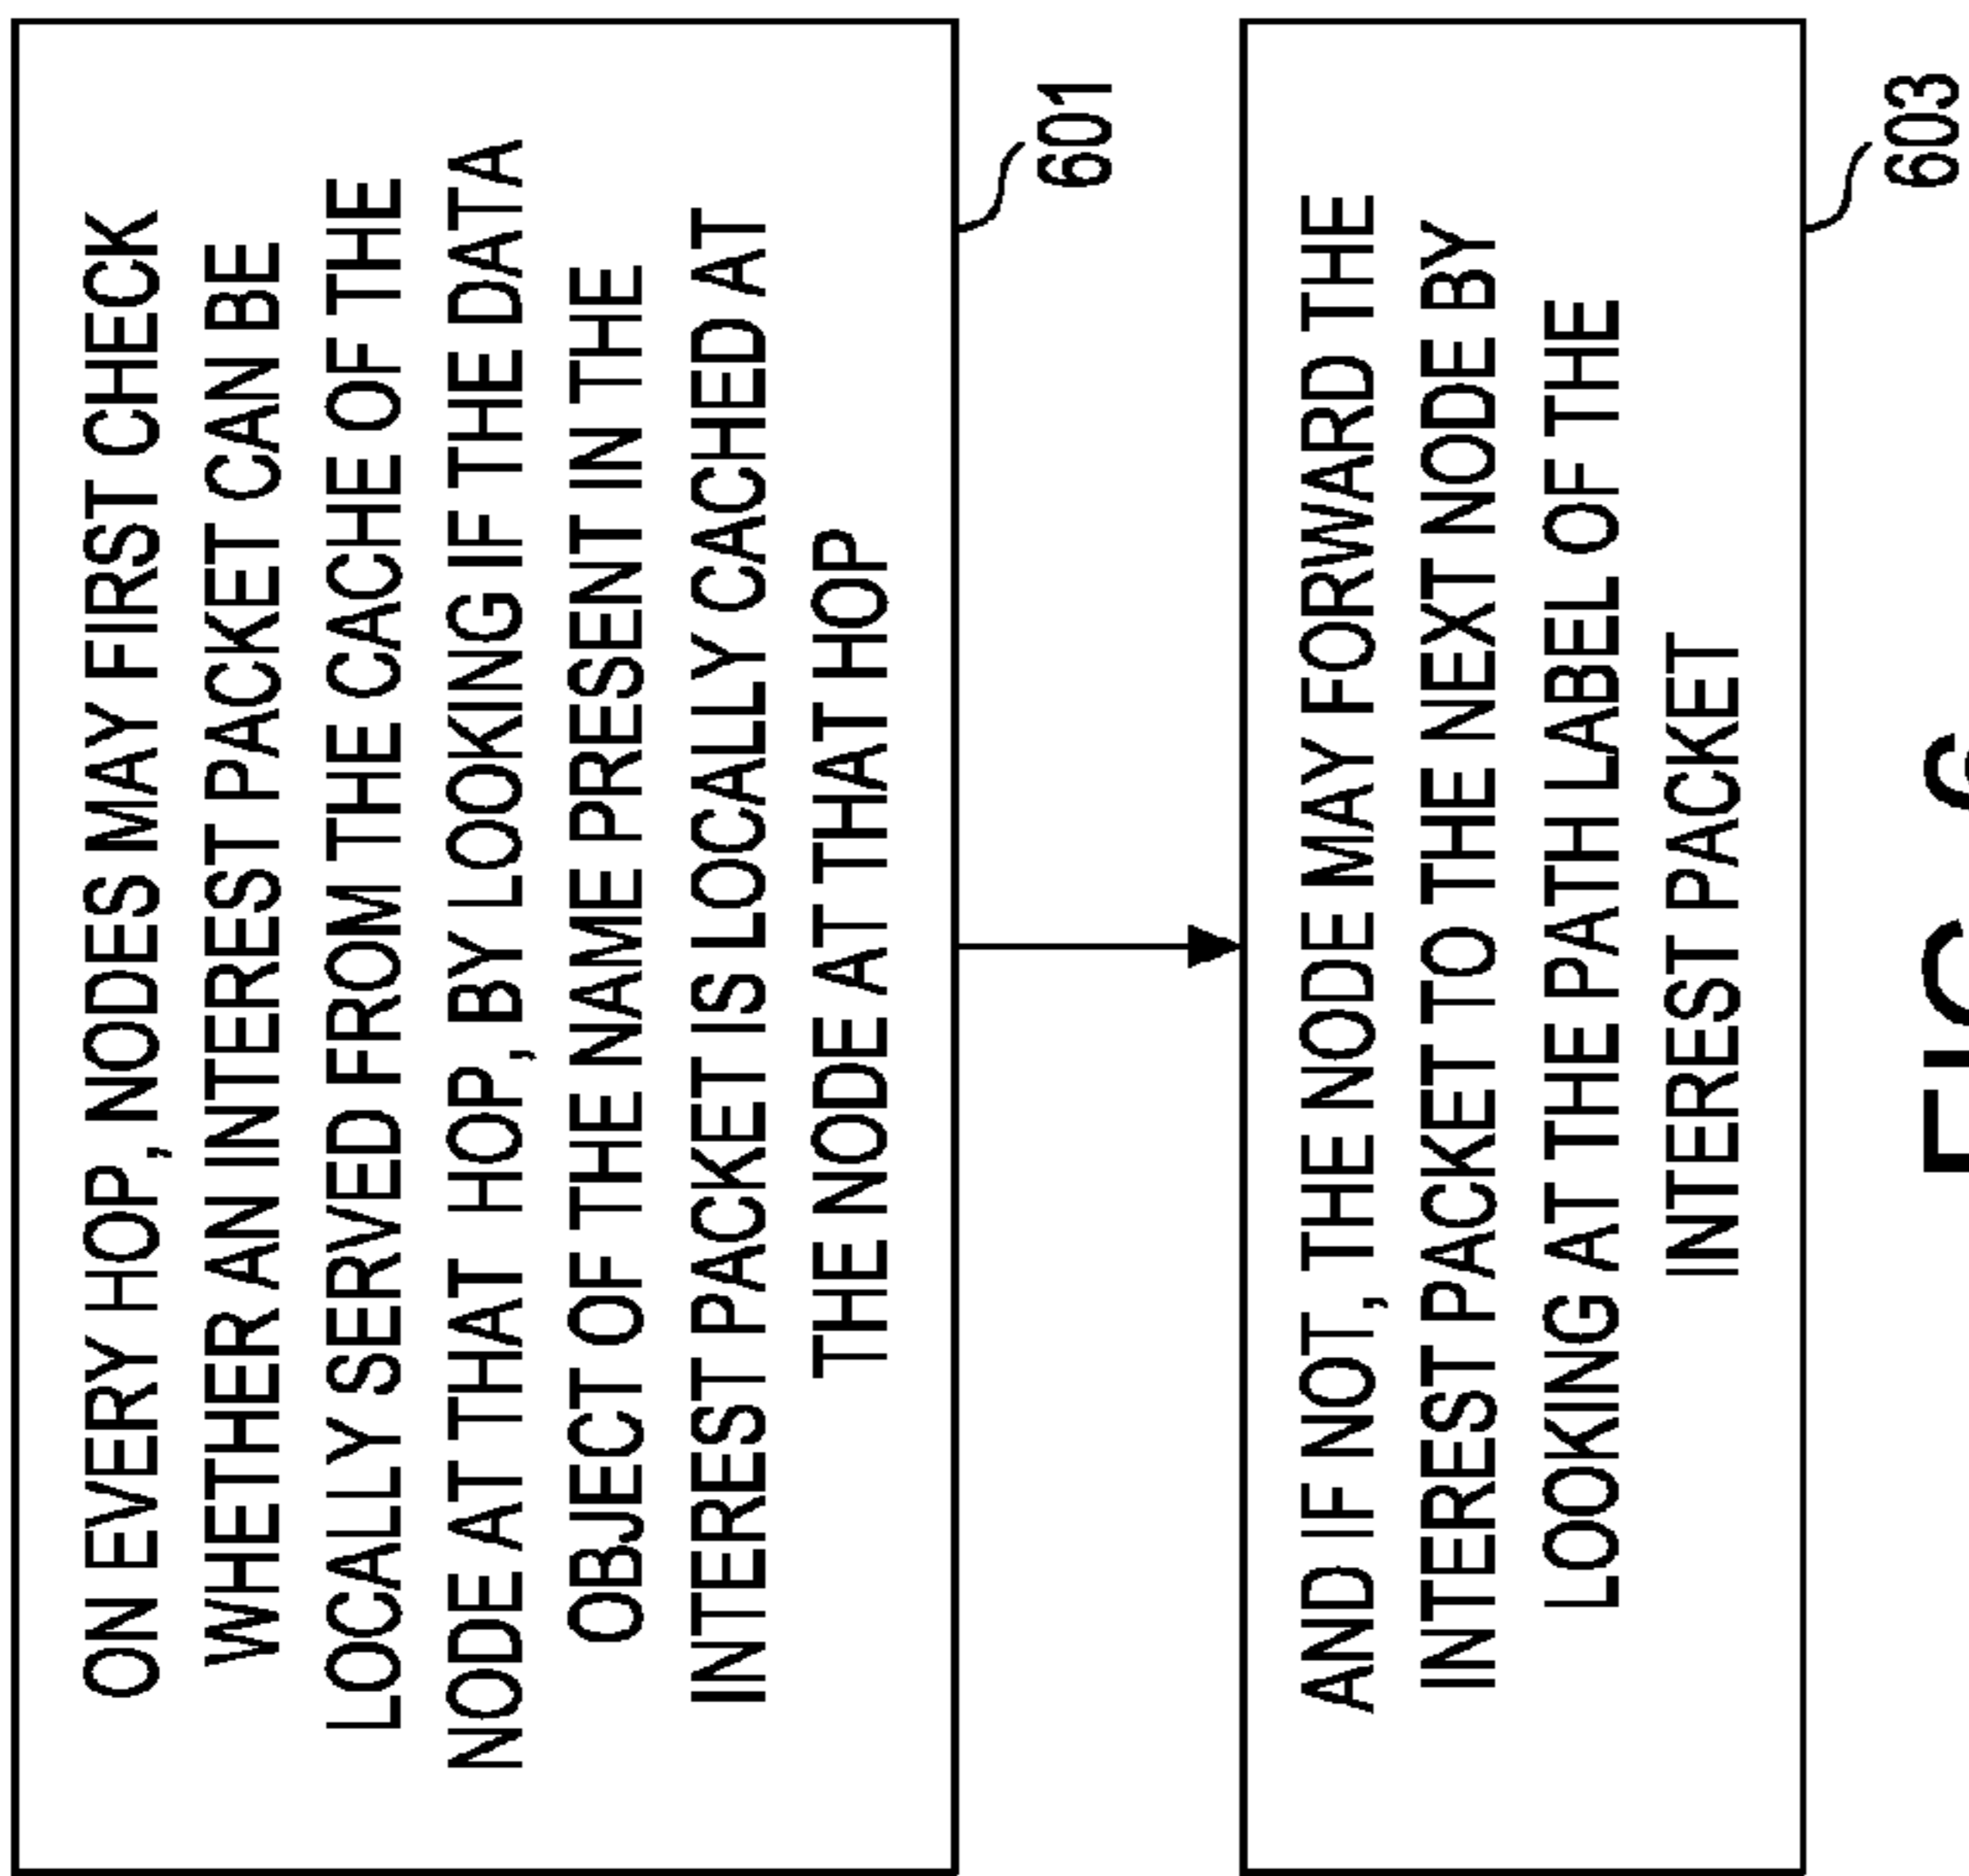 ON EVERY HOP, NODES MAY FIRST CHECK
WHETHER AN INTEREST PACKET CAN BE
LOCALLY SERVED FROM THE CACHE OF THE
NODE AT THAT HOP, BY LOOKING IF THE DATA
OBJECT OF THE NAME PRESENT IN THE
INTEREST PACKET IS LOCALLY CACHED AT
THE NODE AT THAT HOP
601
AND IF NOT, THE NODE MAY FORWARD THE
INTEREST PACKET TO THE NEXT NODE BY
LOOKING AT THE PATH LABEL OF THE
INTEREST PACKET
603